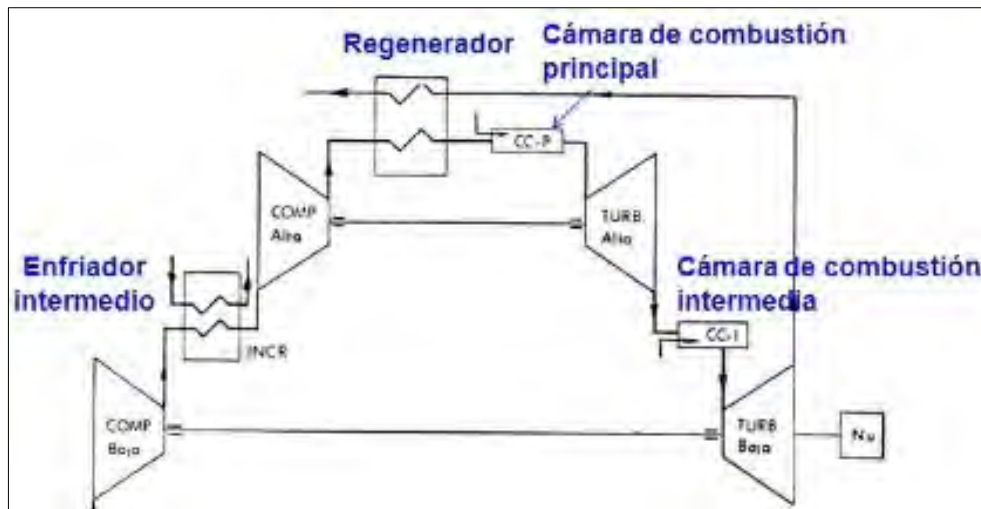 Regenerador
Cámara de combustión
principal
CC-P
COMP
Alta
TURB.
Alta
Enfriador
intermedio
Cámara de combustión
intermedia
CC-I
INCR
COMP
Baja
TURB
Baja
Nu